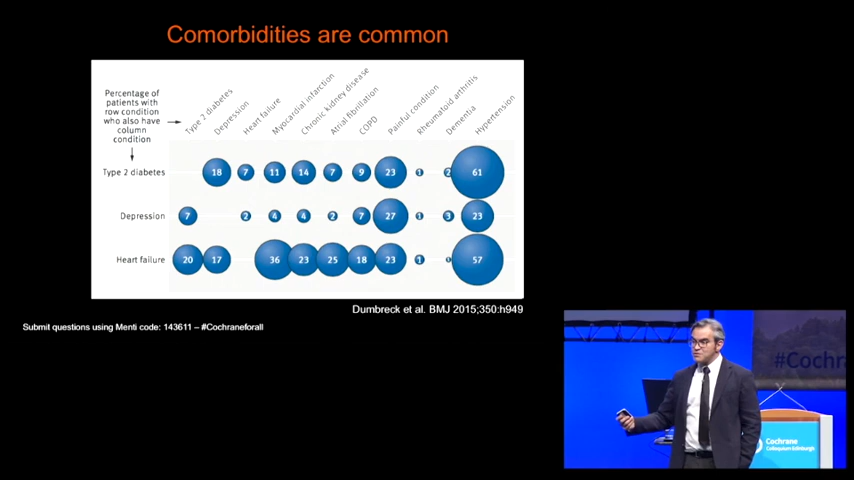 Comorbidities are common
Percentage of
patients with
row condition
who also have
column
condition
Type 2 diabetes
Depression
Heart failure
Myocardial infarction
Chronic kidney disease
Atrial fibrillation
COPD
Painful condition
Rheumatoid arthritis
Dementia
Hypertension
Type 2 diabetes 18 7 11 14 7 9 23 1 2 61
Depression 7 2 4 4 2 7 27 1 3 23
Heart failure 20 17 36 23 25 18 23 1 57
Dumbreck et al. BMJ 2015;350:h949
Submit questions using Menti code: 143611 – #Cochraneforall
#Cochr
Cochrane
Colloquium Edinburgh